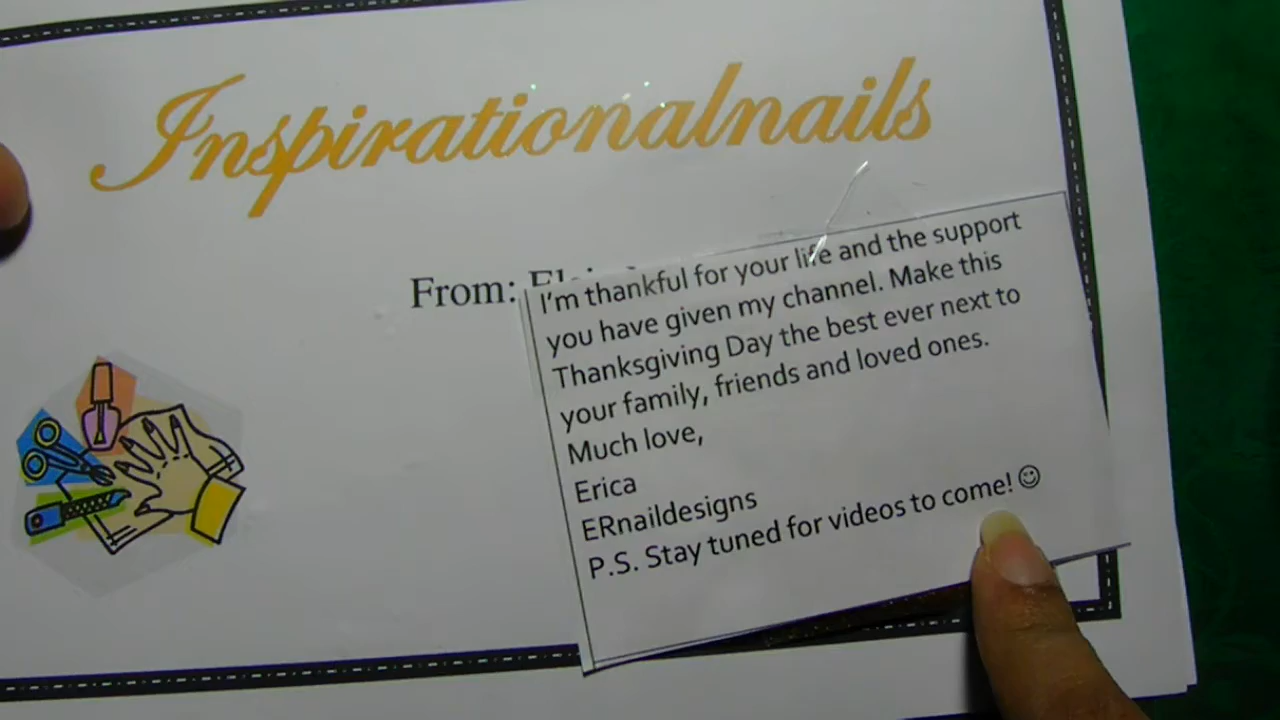 Inspirationalnails
From:
I'm thankful for your life and the support
you have given my channel. Make this
Thanksgiving Day the best ever next to
your family, friends and loved ones.
Much love,
Erica
ERnaildesigns
P.S. Stay tuned for videos to come! ☺